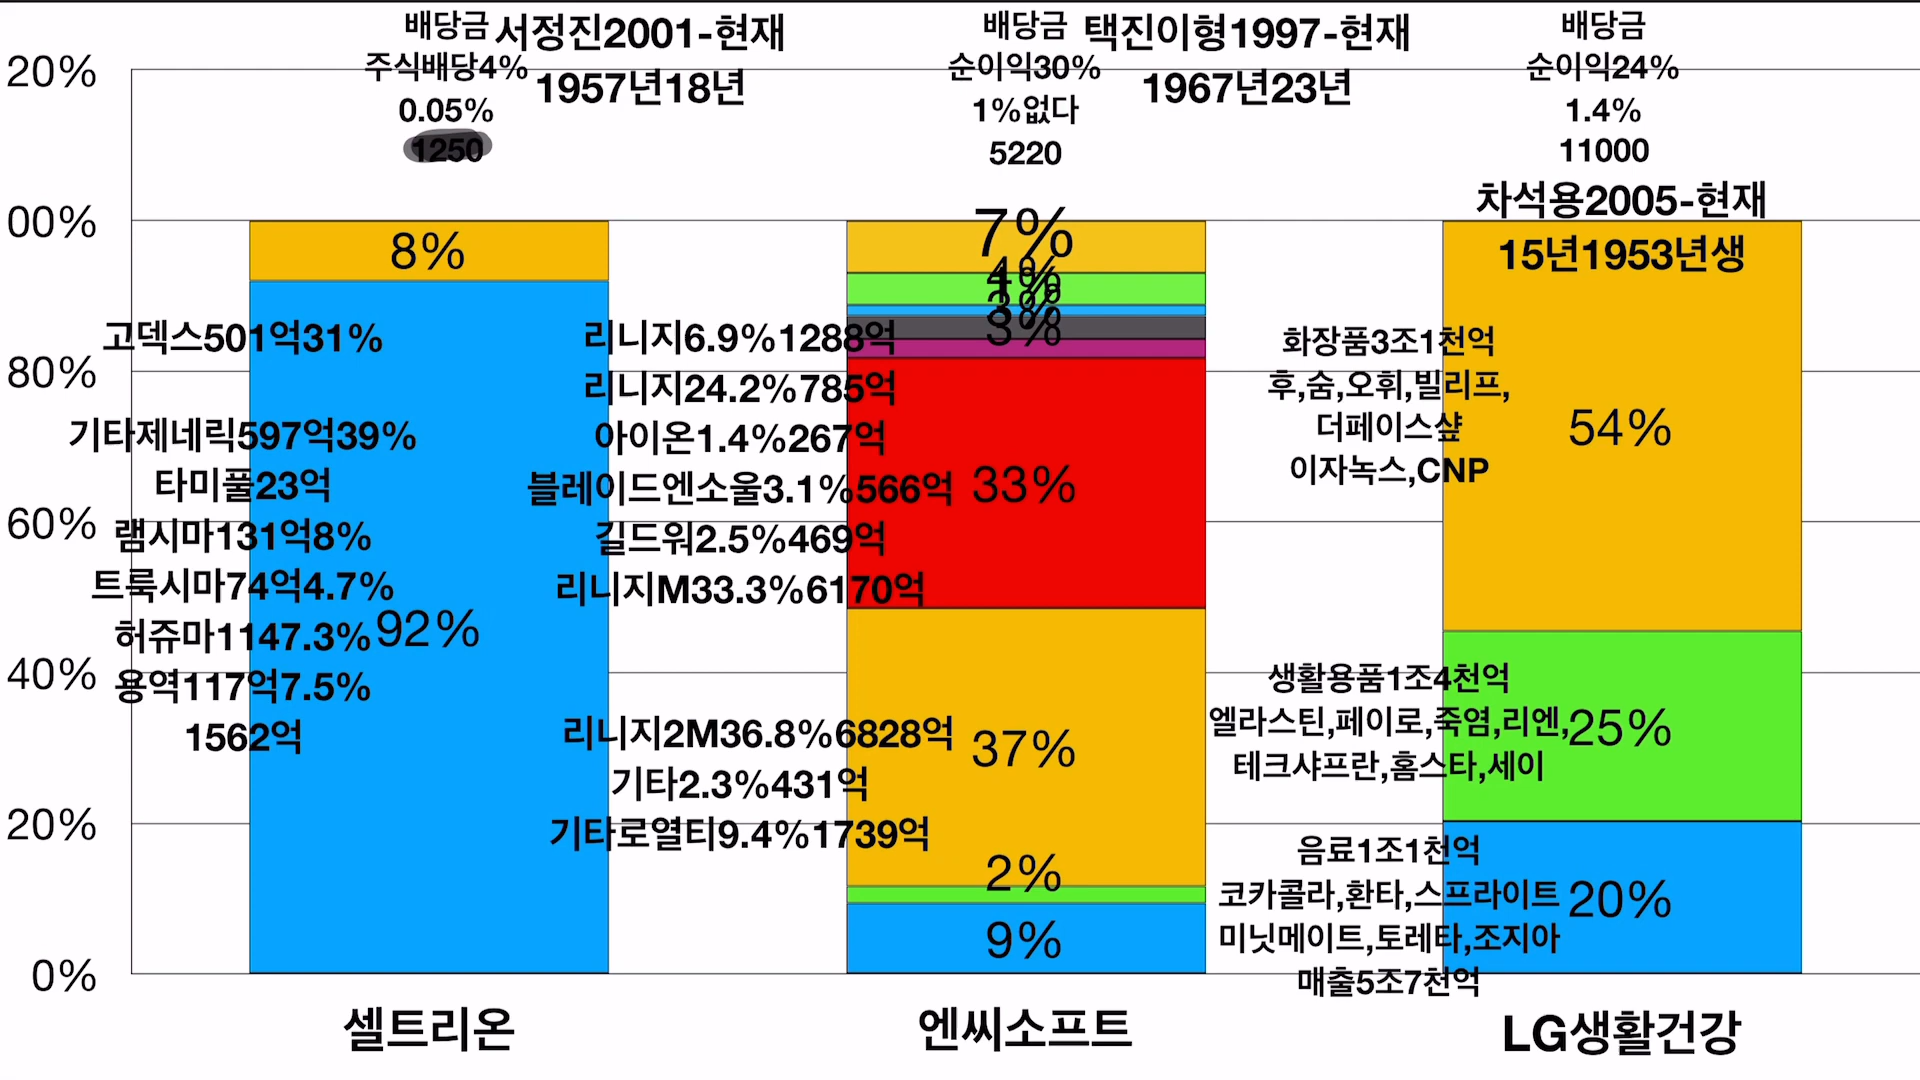 배당금
주식배당4%
0.05%
1250
서정진2001-현재
1957년18년
배당금
순이익30%
1%없다
5220
택진이형1997-현재
1967년23년
배당금
순이익24%
1.4%
11000
차석용2005-현재
15년1953년생
20%
00%
80%
60%
40%
20%
0%
8%
92%
고덱스501억31%
기타제네릭597억39%
타미풀23억
램시마131억8%
트룩시마74억4.7%
허쥬마1147.3%
용역117억7.5%
1562억
7%
4%
1%
3%
3%
33%
37%
2%
9%
리니지6.9%1288억
리니지24.2%785억
아이온1.4%267억
블레이드엔소울3.1%566억
길드워2.5%469억
리니지M33.3%6170억
리니지2M36.8%6828억
기타2.3%431억
기타로열티9.4%1739억
54%
25%
20%
화장품3조1천억
후,숨,오휘,빌리프,
더페이스샾
이자녹스,CNP
생활용품1조4천억
엘라스틴,페이로,죽염,리엔,
테크샤프란,홈스타,세이
음료1조1천억
코카콜라,환타,스프라이트
미닛메이트,토레타,조지아
매출5조7천억
셀트리온
엔씨소프트
LG생활건강